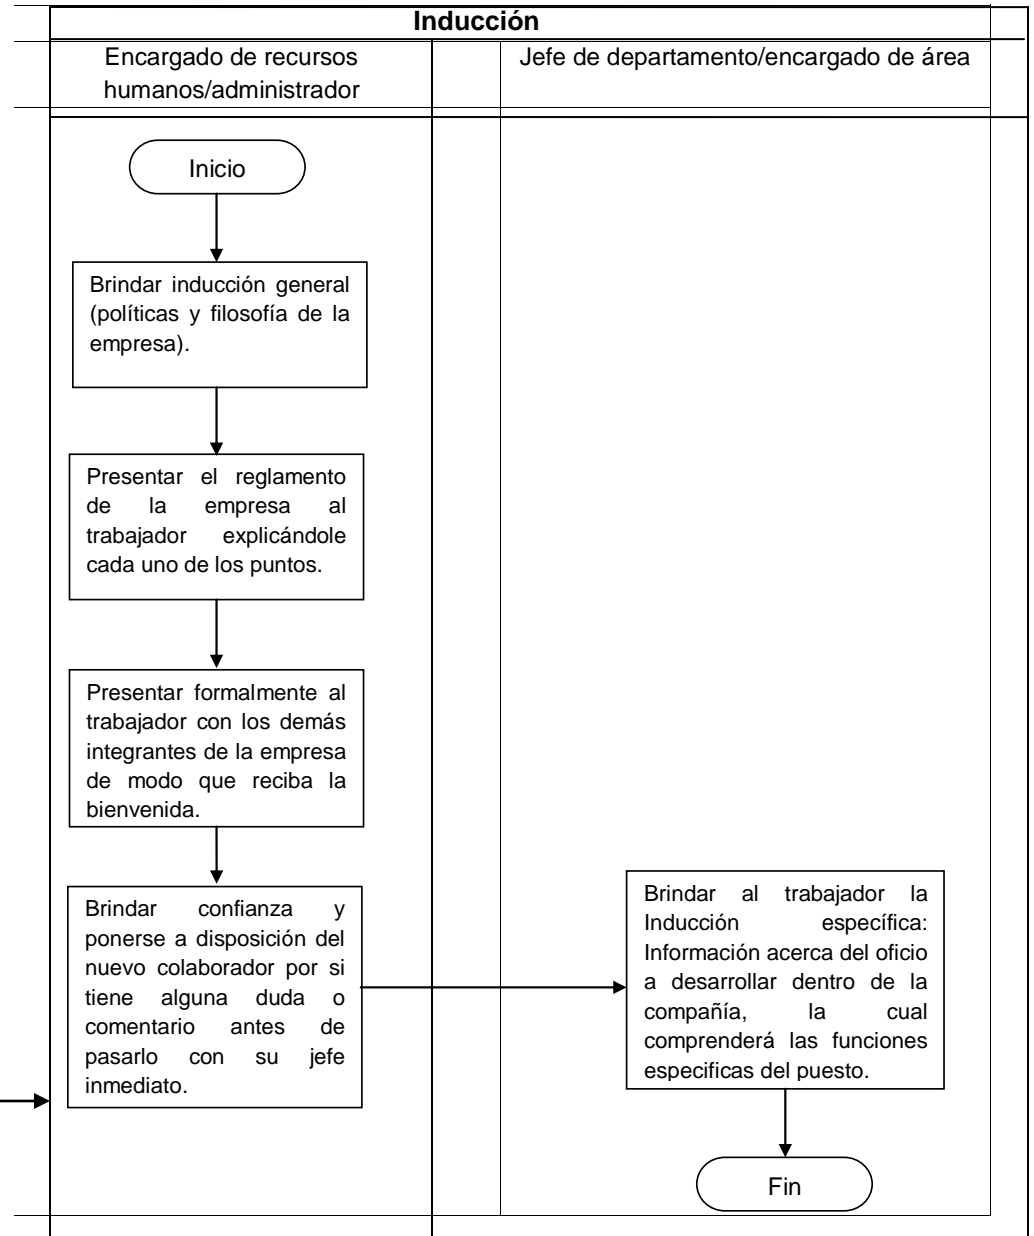 Inducción
Encargado de recursos
humanos/administrador
Jefe de departamento/encargado de área
Inicio
Brindar inducción general
(políticas y filosofía de la
empresa).
Presentar el reglamento
de la empresa al
trabajador explicándole
cada uno de los puntos.
Presentar formalmente al
trabajador con los demás
integrantes de la empresa
de modo que reciba la
bienvenida.
Brindar confianza y
ponerse a disposición del
nuevo colaborador por si
tiene alguna duda o
comentario antes de
pasarlo con su jefe
inmediato.
Brindar al trabajador la
Inducción específica:
Información acerca del oficio
a desarrollar dentro de la
compañía, la cual
comprenderá las funciones
especificas del puesto.
Fin